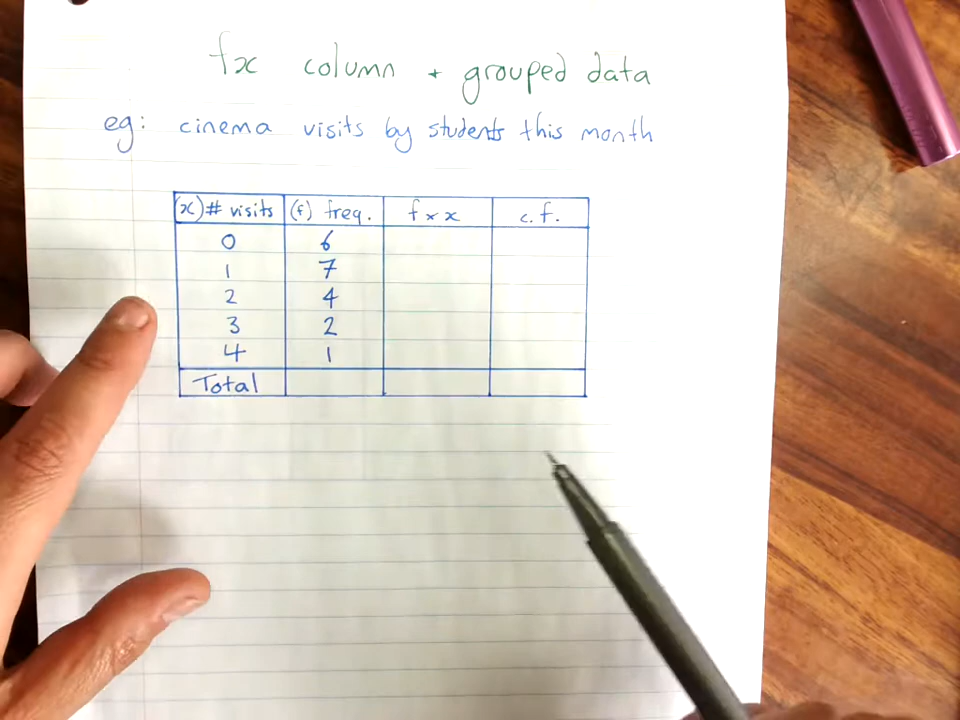 fx column + grouped data
eg: cinema visits by students this month
(x) # visits (f) freq. f × x c.f.
0 6
1 7
2 4
3 2
4 1
Total